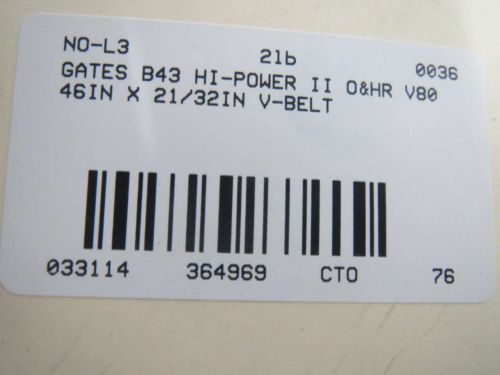 NO-L3 21b 0036
GATES B43 HI-POWER II O&HR V80
46IN X 21/32IN V-BELT
033114 364969 CTO 76